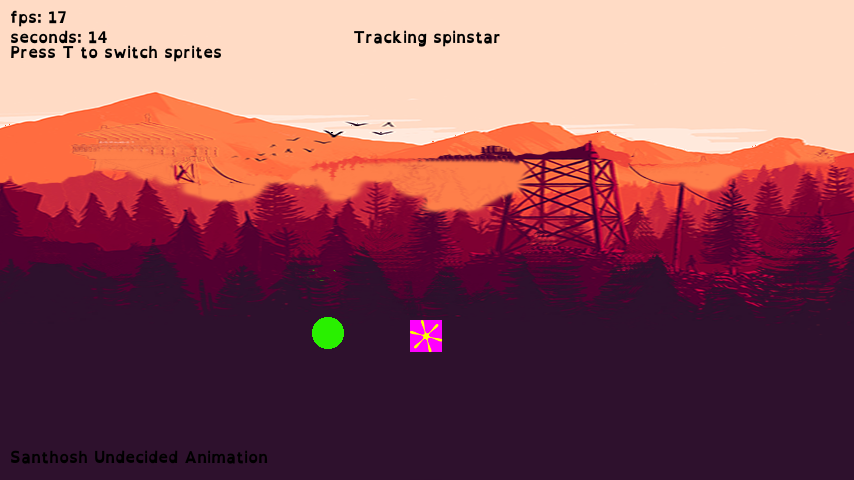 fps: 17
seconds: 14
Press T to switch sprites
Tracking spinstar
Santhosh Undecided Animation